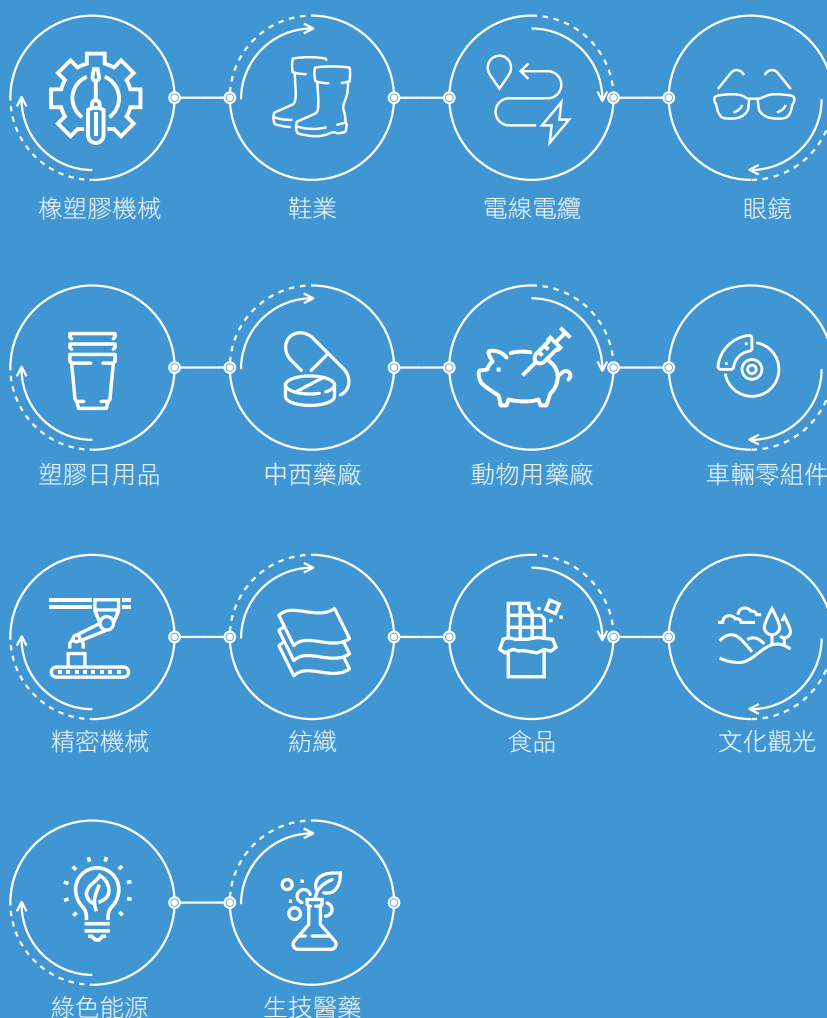 橡塑膠機械
鞋業
電線電纜
眼鏡
塑膠日用品
中西藥廠
動物用藥廠
車輛零組件
精密機械
紡織
食品
文化觀光
綠色能源
生技醫藥